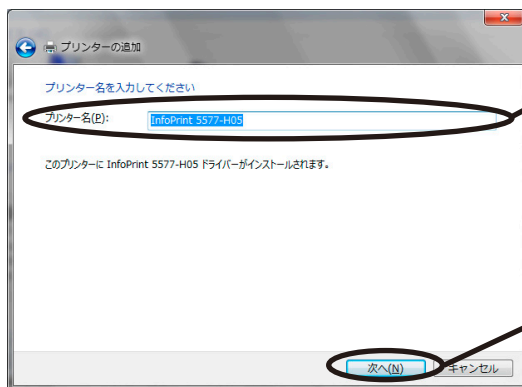 プリンターの追加
プリンター名を入力してください
プリンター名(P): InfoPrint 5577-H05
このプリンターに InfoPrint 5577-H05 ドライバーがインストールされます。
次へ(N) キャンセル